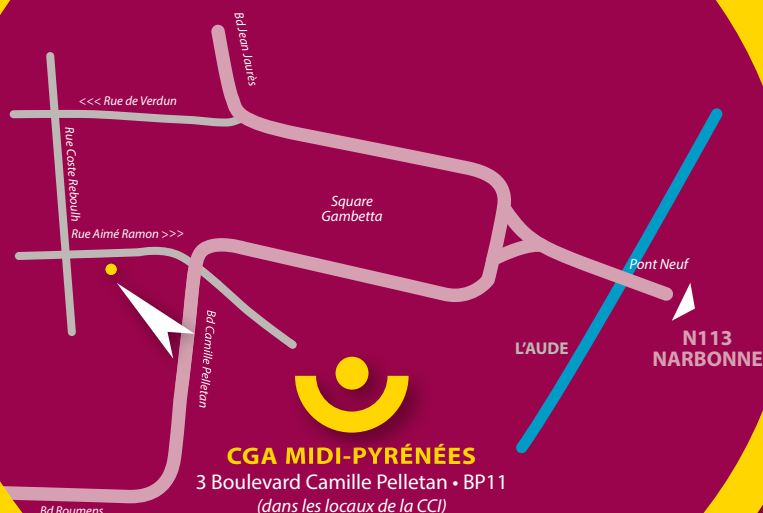 Bd Jean Jaurès
<<< Rue de Verdun
Rue Coste Reboulh
Square
Gambetta
Rue Aimé Ramon >>>
Pont Neuf
Bd Camille Pelletan
L'AUDE
N113
NARBONNE
CGA MIDI-PYRÉNÉES
3 Boulevard Camille Pelletan • BP11
(dans les locaux de la CCI)
Bd Roumens